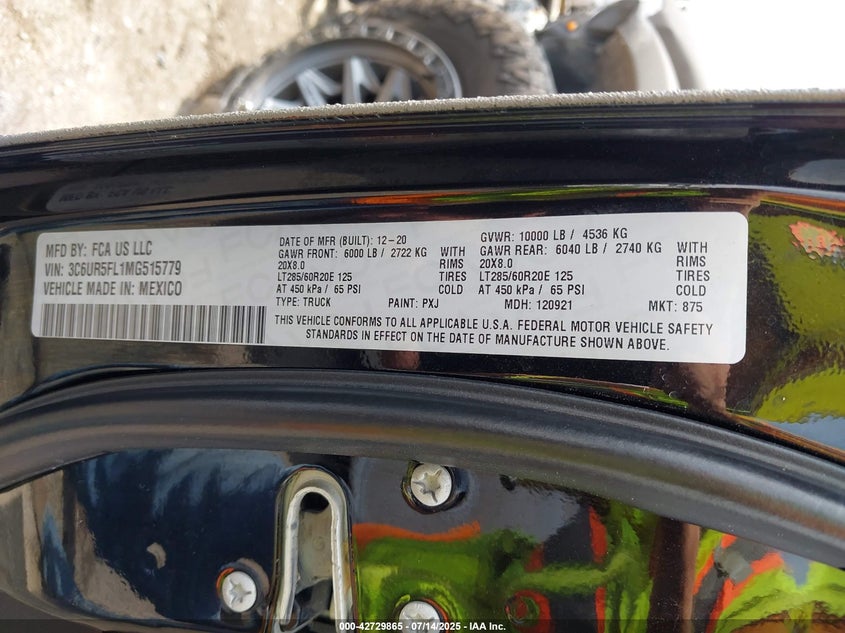 MFD BY: FCA US LLC
VIN: 3C6UR5FL1MG515779
VEHICLE MADE IN: MEXICO
DATE OF MFR (BUILT): 12-20
GAWR FRONT: 6000 LB / 2722 KG WITH
20X8.0 RIMS
LT285/60R20E 125 TIRES
AT 450 kPa / 65 PSI COLD
TYPE: TRUCK PAINT: PXJ
GVWR: 10000 LB / 4536 KG
GAWR REAR: 6040 LB / 2740 KG WITH
20X8.0 RIMS
LT285/60R20E 125 TIRES
AT 450 kPa / 65 PSI COLD
MDH: 120921 MKT: 875
THIS VEHICLE CONFORMS TO ALL APPLICABLE U.S.A. FEDERAL MOTOR VEHICLE SAFETY
STANDARDS IN EFFECT ON THE DATE OF MANUFACTURE SHOWN ABOVE.
000-42729865 - 07/14/2025 - IAA Inc.